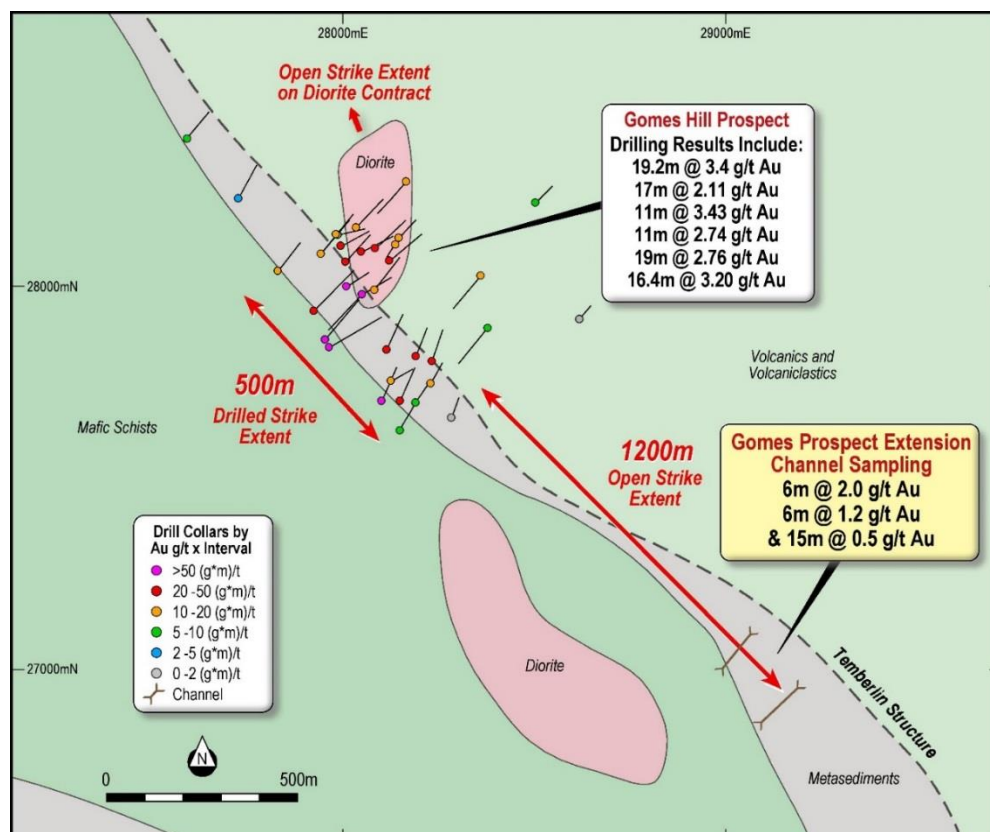 28000mE
29000mE
Open Strike Extent
on Diorite Contract
Diorite
Gomes Hill Prospect
Drilling Results Include:
19.2m @ 3.4 g/t Au
17m @ 2.11 g/t Au
11m @ 3.43 g/t Au
11m @ 2.74 g/t Au
19m @ 2.76 g/t Au
16.4m @ 3.20 g/t Au
28000mN
Volcanics and
Volcaniclastics
500m
Drilled Strike
Extent
Mafic Schists
1200m
Open Strike
Extent
Gomes Prospect Extension
Channel Sampling
6m @ 2.0 g/t Au
6m @ 1.2 g/t Au
& 15m @ 0.5 g/t Au
Drill Collars by
Au g/t x Interval
>50 (g*m)/t
20 -50 (g*m)/t
10 -20 (g*m)/t
5 -10 (g*m)/t
2 -5 (g*m)/t
0 -2 (g*m)/t
Channel
Diorite
27000mN
Temberlin Structure
N
0 500m
Metasediments